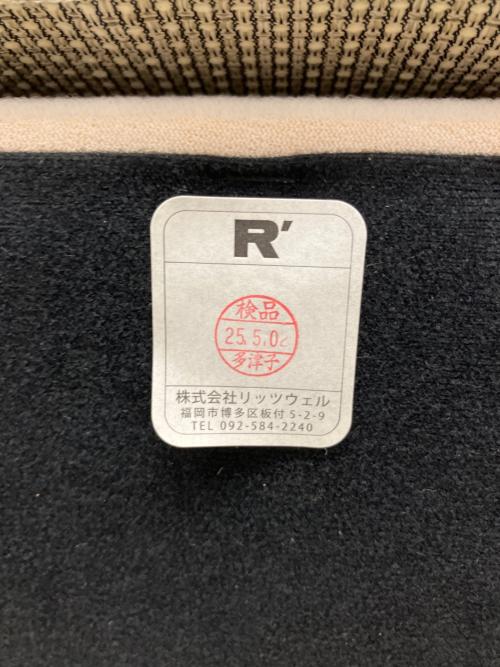 R'
検品
25.5.02
多津子
株式会社リッツウェル
福岡市博多区板付 5-2-9
TEL 092-584-2240